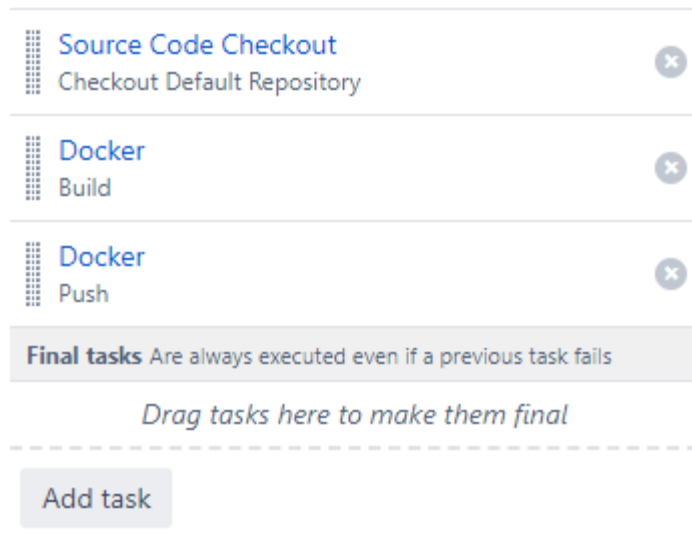 Source Code Checkout
Checkout Default Repository
Docker
Build
Docker
Push
Final tasks Are always executed even if a previous task fails
Drag tasks here to make them final
Add task